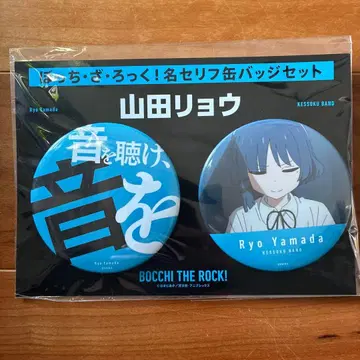 ぼっち・ざ・ろっく！名セリフ缶バッジセット
Ryo Yamada
KESSOKU BAND
山田リョウ
音を聴け、
音を
Ryo Yamada
Ryo Yamada
KESSOKU BAND
BOCCHI THE ROCK!